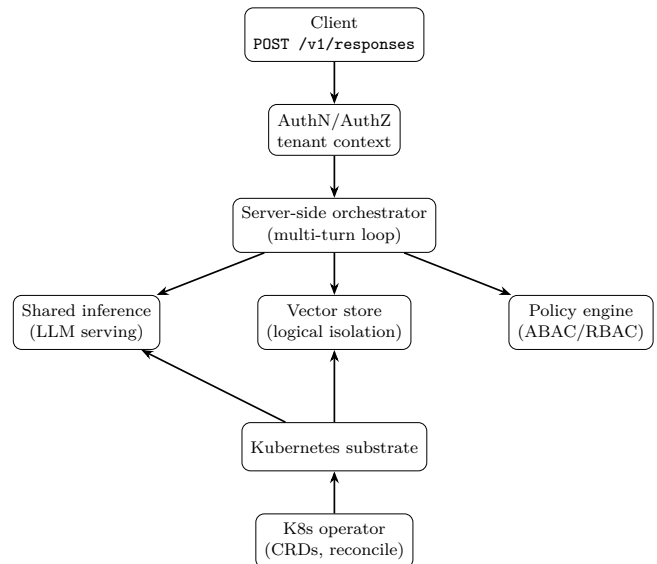 Client
POST /v1/responses
AuthN/AuthZ
tenant context
Server-side orchestrator
(multi-turn loop)
Shared inference
(LLM serving)
Vector store
(logical isolation)
Policy engine
(ABAC/RBAC)
Kubernetes substrate
K8s operator
(CRDs, reconcile)